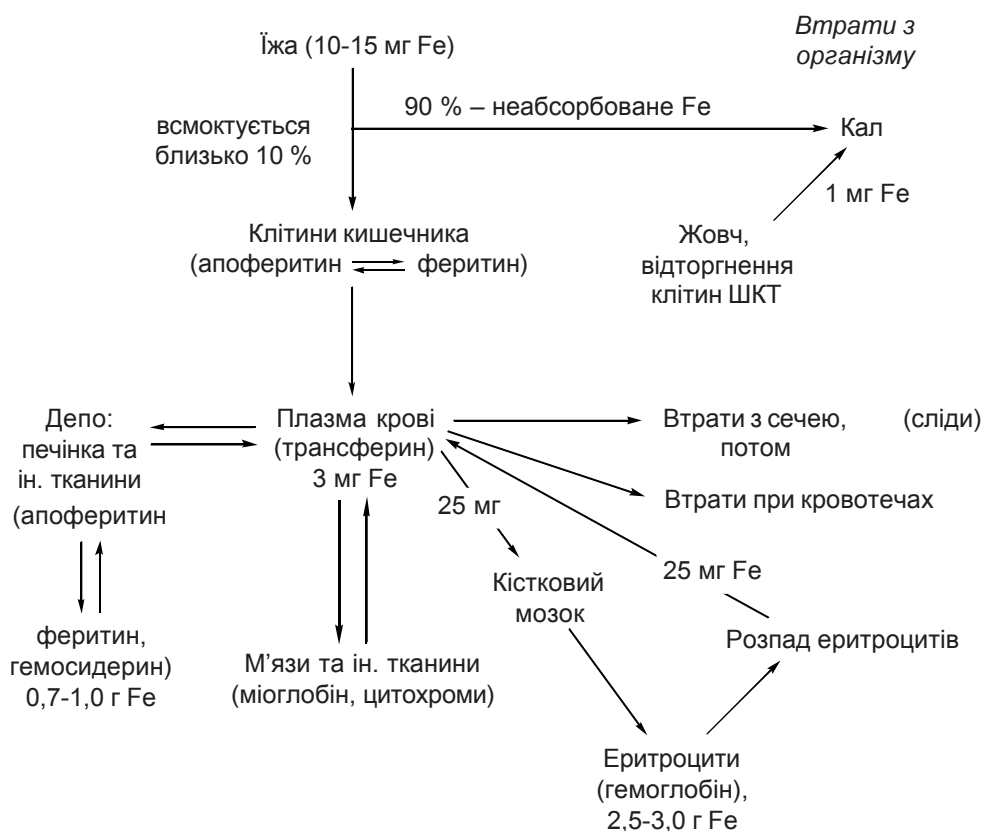 Втрати з
організму
Їжа (10-15 мг Fe)
90 % – неабсорбоване Fe
Кал
всмоктується
близько 10 %
1 мг Fe
Клітини кишечника
(апоферитин феритин)
Жовч,
відторгнення
клітин ШКТ
Депо:
печінка та
ін. тканини
(апоферитин
Плазма крові
(трансферин)
3 мг Fe
Втрати з сечею, (сліди)
потом
Втрати при кровотечах
25 мг
25 мг Fe
Кістковий
мозок
Розпад еритроцитів
феритин,
гемосидерин)
0,7-1,0 г Fe
М’язи та ін. тканини
(міоглобін, цитохроми)
Еритроцити
(гемоглобін),
2,5-3,0 г Fe